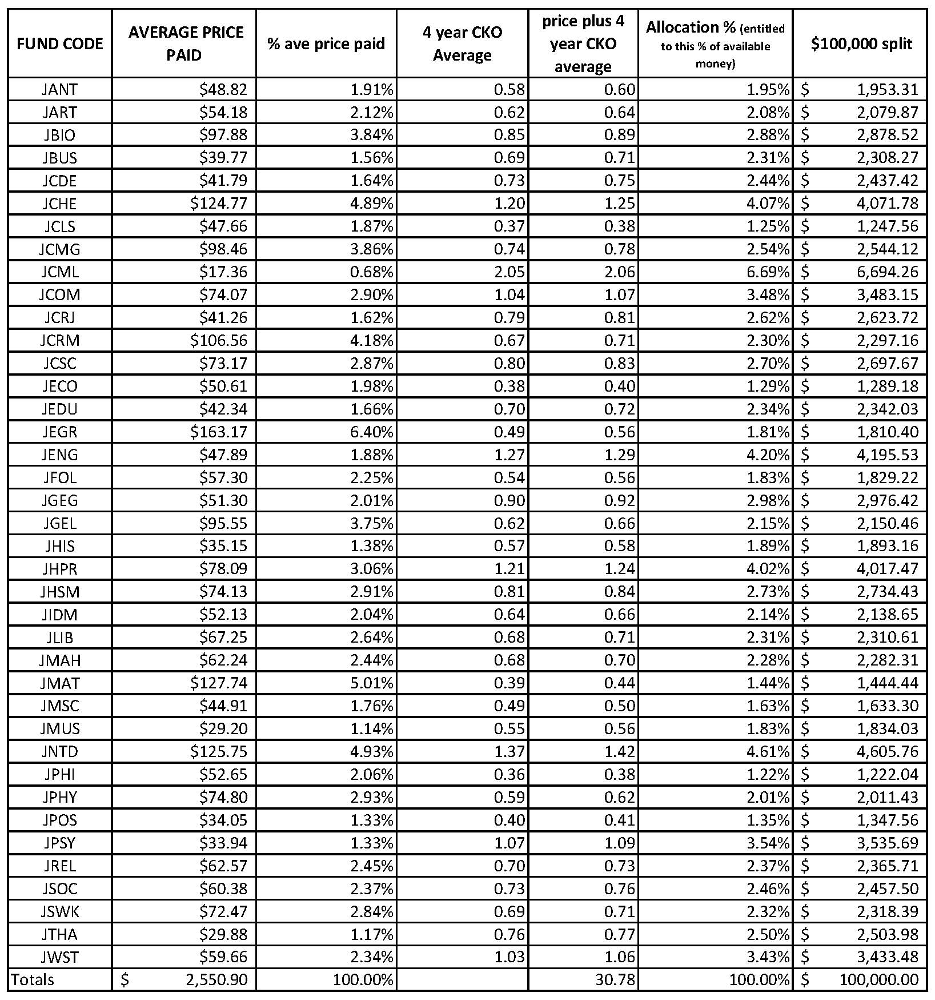 FUND CODE AVERAGE PRICE PAID % ave price paid 4 year CKO Average price plus 4 year CKO average Allocation % (entitled to this % of available money) $100,000 split
JANT $48.82 1.91% 0.58 0.60 1.95% $ 1,953.31
JART $54.18 2.12% 0.62 0.64 2.08% $ 2,079.87
JBIO $97.88 3.84% 0.85 0.89 2.88% $ 2,878.52
JBUS $39.77 1.56% 0.69 0.71 2.31% $ 2,308.27
JCDE $41.79 1.64% 0.73 0.75 2.44% $ 2,437.42
JCHE $124.77 4.89% 1.20 1.25 4.07% $ 4,071.78
JCLS $47.66 1.87% 0.37 0.38 1.25% $ 1,247.56
JCMG $98.46 3.86% 0.74 0.78 2.54% $ 2,544.12
JCML $17.36 0.68% 2.05 2.06 6.69% $ 6,694.26
JCOM $74.07 2.90% 1.04 1.07 3.48% $ 3,483.15
JCRJ $41.26 1.62% 0.79 0.81 2.62% $ 2,623.72
JCRM $106.56 4.18% 0.67 0.71 2.30% $ 2,297.16
JCSC $73.17 2.87% 0.80 0.83 2.70% $ 2,697.67
JECO $50.61 1.98% 0.38 0.40 1.29% $ 1,289.18
JEDU $42.34 1.66% 0.70 0.72 2.34% $ 2,342.03
JEGR $163.17 6.40% 0.49 0.56 1.81% $ 1,810.40
JENG $47.89 1.88% 1.27 1.29 4.20% $ 4,195.53
JFOL $57.30 2.25% 0.54 0.56 1.83% $ 1,829.22
JGEG $51.30 2.01% 0.90 0.92 2.98% $ 2,976.42
JGEL $95.55 3.75% 0.62 0.66 2.15% $ 2,150.46
JHIS $35.15 1.38% 0.57 0.58 1.89% $ 1,893.16
JHPR $78.09 3.06% 1.21 1.24 4.02% $ 4,017.47
JHSM $74.13 2.91% 0.81 0.84 2.73% $ 2,734.43
JIDM $52.13 2.04% 0.64 0.66 2.14% $ 2,138.65
JLIB $67.25 2.64% 0.68 0.71 2.31% $ 2,310.61
JMAH $62.24 2.44% 0.68 0.70 2.28% $ 2,282.31
JMAT $127.74 5.01% 0.39 0.44 1.44% $ 1,444.44
JMSC $44.91 1.76% 0.49 0.50 1.63% $ 1,633.30
JMUS $29.20 1.14% 0.55 0.56 1.83% $ 1,834.03
JNTD $125.75 4.93% 1.37 1.42 4.61% $ 4,605.76
JPHI $52.65 2.06% 0.36 0.38 1.22% $ 1,222.04
JPHY $74.80 2.93% 0.59 0.62 2.01% $ 2,011.43
JPOS $34.05 1.33% 0.40 0.41 1.35% $ 1,347.56
JPSY $33.94 1.33% 1.07 1.09 3.54% $ 3,535.69
JREL $62.57 2.45% 0.70 0.73 2.37% $ 2,365.71
JSOC $60.38 2.37% 0.73 0.76 2.46% $ 2,457.50
JSWK $72.47 2.84% 0.69 0.71 2.32% $ 2,318.39
JTHA $29.88 1.17% 0.76 0.77 2.50% $ 2,503.98
JWST $59.66 2.34% 1.03 1.06 3.43% $ 3,433.48
Totals $ 2,550.90 100.00% 30.78 100.00% $ 100,000.00